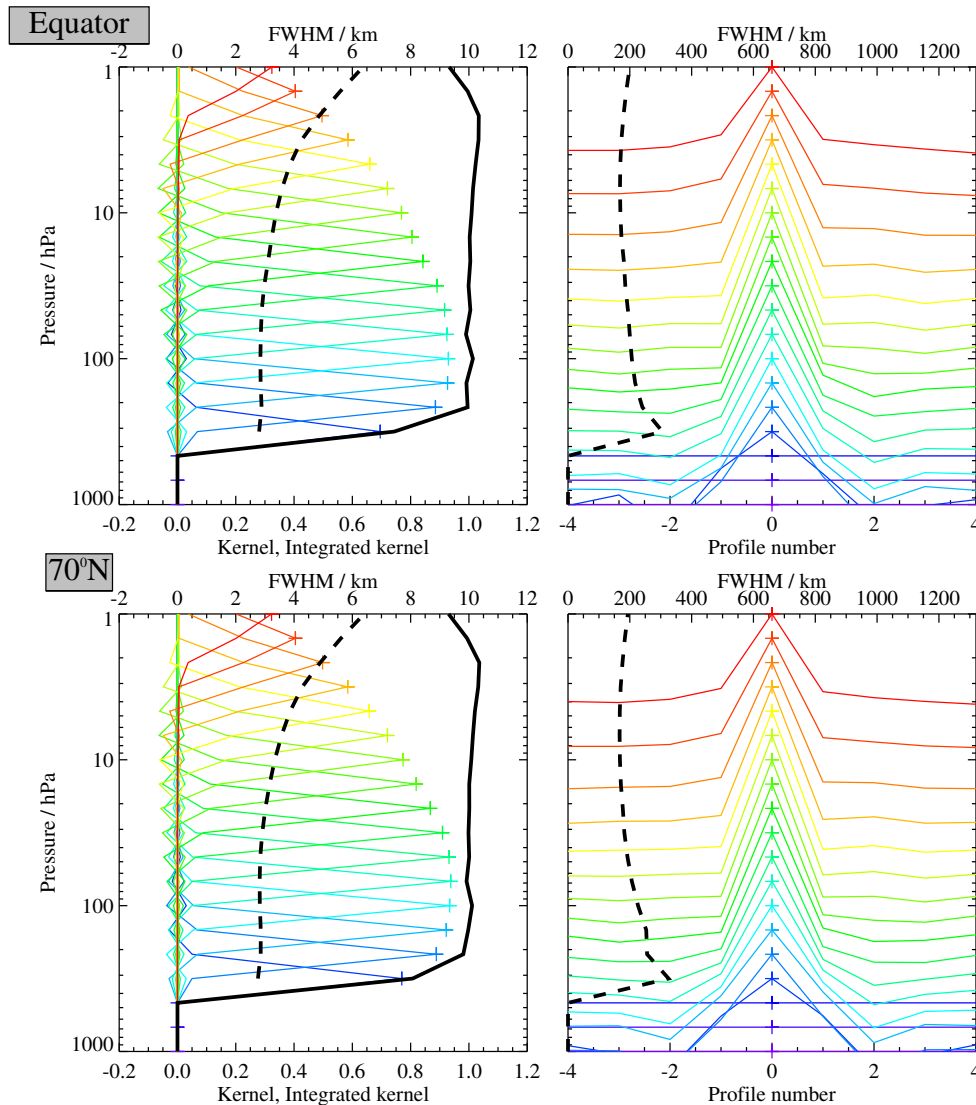 Equator
FWHM / km
-2 0 2 4 6 8 10 12
Pressure / hPa
1
10
100
1000
-0.2 0.0 0.2 0.4 0.6 0.8 1.0 1.2
Kernel, Integrated kernel
FWHM / km
0 200 400 600 800 1000 1200
-4 -2 0 2 4
Profile number
70⁰N
FWHM / km
-2 0 2 4 6 8 10 12
Pressure / hPa
1
10
100
1000
-0.2 0.0 0.2 0.4 0.6 0.8 1.0 1.2
Kernel, Integrated kernel
FWHM / km
0 200 400 600 800 1000 1200
-4 -2 0 2 4
Profile number